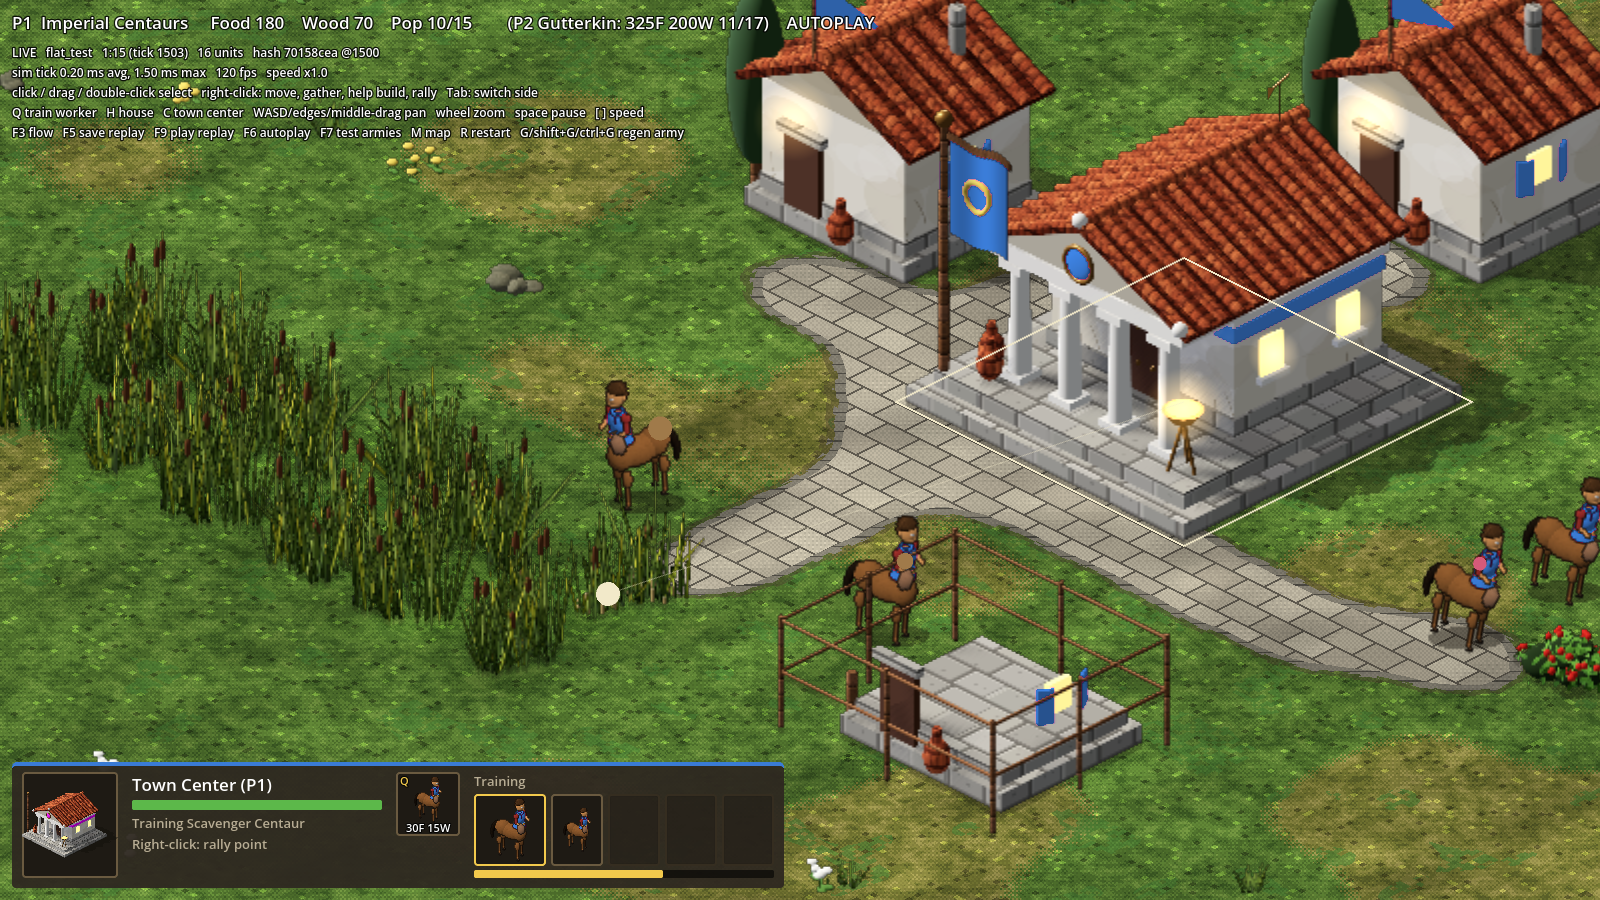 P1 Imperial Centaurs Food 180 Wood 70 Pop 10/15 (P2 Gutterkin: 325F 200W 11/17) AUTOPLAY
LIVE flat_test 1:15 (tick 1503) 16 units hash 70158cea @1500
sim tick 0.20 ms avg, 1.50 ms max 120 fps speed x1.0
click / drag / double-click select right-click: move, gather, help build, rally Tab: switch side
Q train worker H house C town center WASD/edges/middle-drag pan wheel zoom space pause [ ] speed
F3 flow F5 save replay F9 play replay F6 autoplay F7 test armies M map R restart G/shift+G/ctrl+G regen army
Town Center (P1)
Training Scavenger Centaur
Right-click: rally point
Q
30F 15W
Training